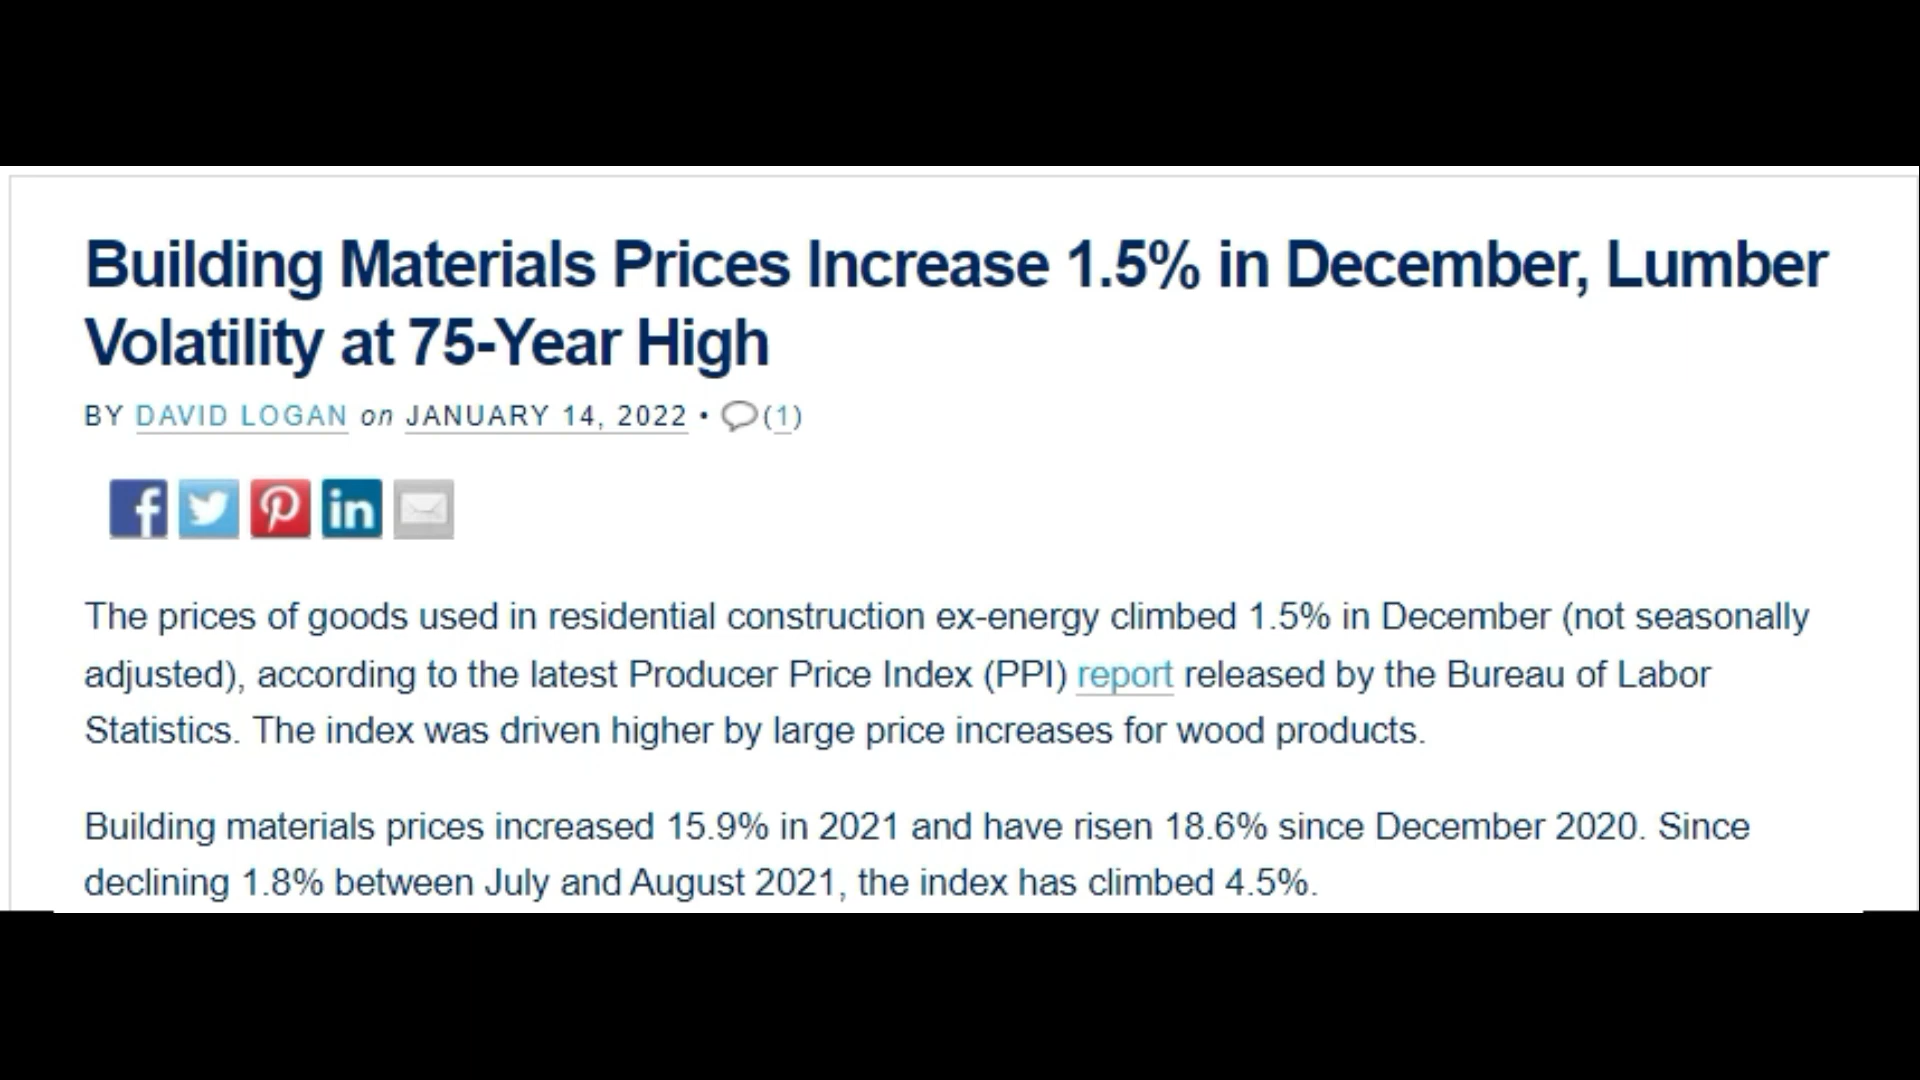 Building Materials Prices Increase 1.5% in December, Lumber
Volatility at 75-Year High
BY DAVID LOGAN on JANUARY 14, 2022 • (1)
f in
The prices of goods used in residential construction ex-energy climbed 1.5% in December (not seasonally
adjusted), according to the latest Producer Price Index (PPI) report released by the Bureau of Labor
Statistics. The index was driven higher by large price increases for wood products.
Building materials prices increased 15.9% in 2021 and have risen 18.6% since December 2020. Since
declining 1.8% between July and August 2021, the index has climbed 4.5%.